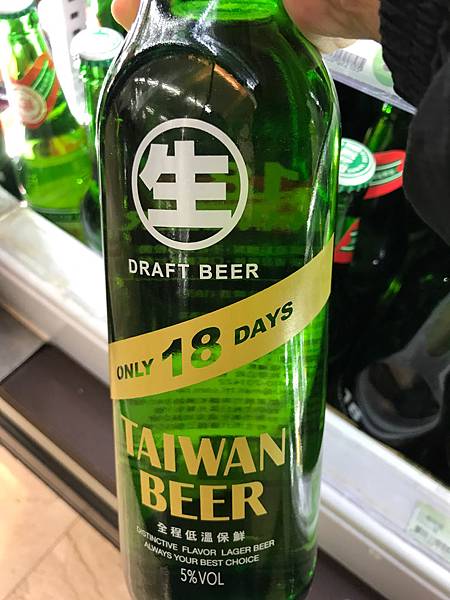 生
DRAFT BEER
ONLY 18 DAYS
TAIWAN
BEER
全程低溫保鮮
DISTINCTIVE FLAVOR LAGER BEER
ALWAYS YOUR BEST CHOICE
5%VOL